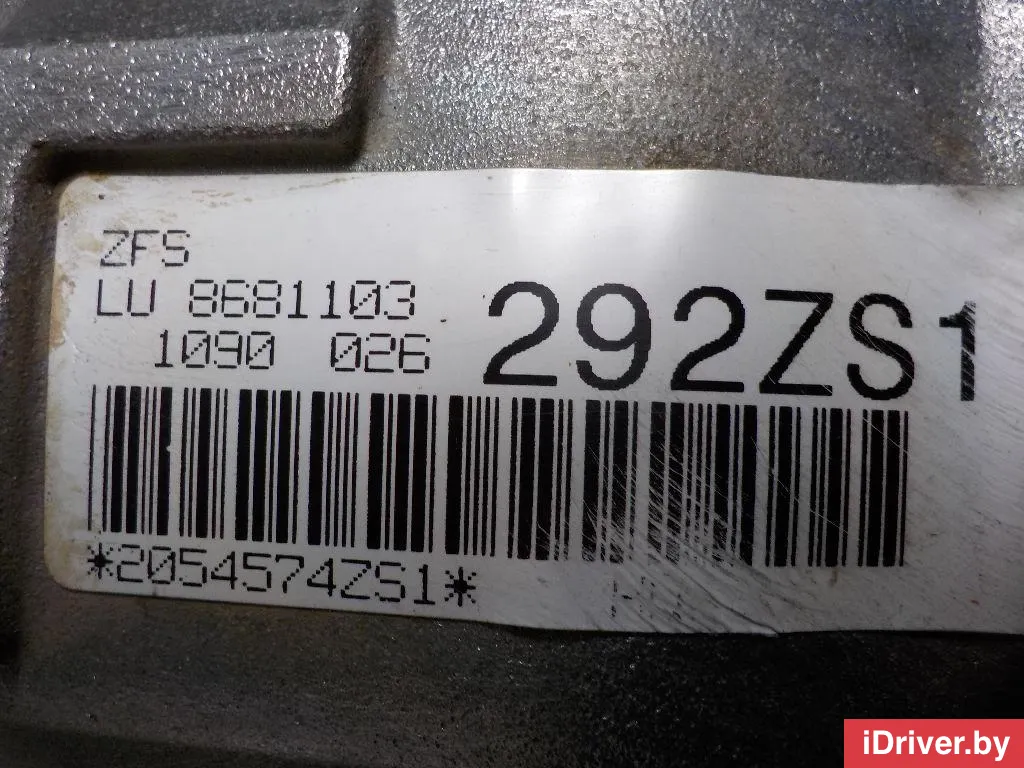 ZFS
LU 8681103
1090 026
292ZS1
*2054574ZS1*
iDriver.by